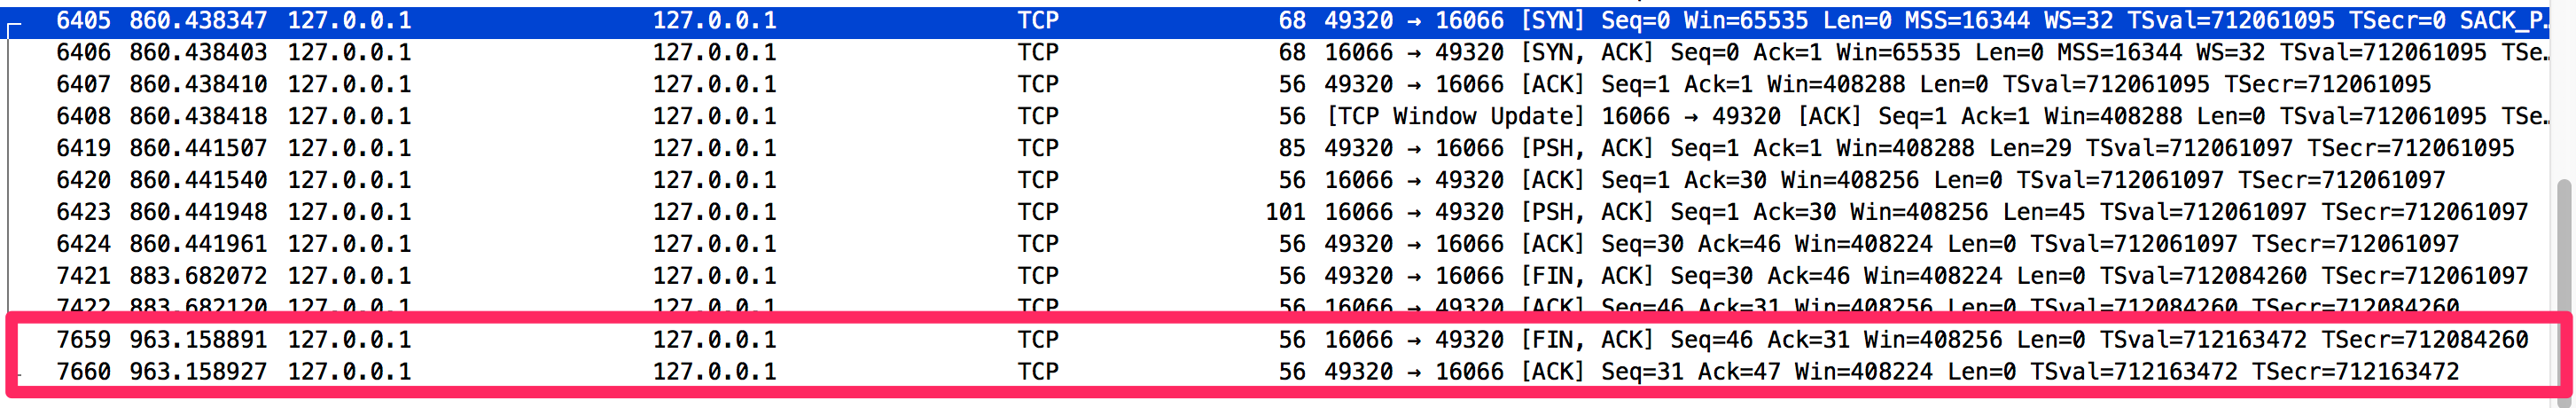 6405 860.438347 127.0.0.1 127.0.0.1 TCP 68 49320 → 16066 [SYN] Seq=0 Win=65535 Len=0 MSS=16344 WS=32 TSval=712061095 TSecr=0 SACK_P…
6406 860.438403 127.0.0.1 127.0.0.1 TCP 68 16066 → 49320 [SYN, ACK] Seq=0 Ack=1 Win=65535 Len=0 MSS=16344 WS=32 TSval=712061095 TSe…
6407 860.438410 127.0.0.1 127.0.0.1 TCP 56 49320 → 16066 [ACK] Seq=1 Ack=1 Win=408288 Len=0 TSval=712061095 TSecr=712061095
6408 860.438418 127.0.0.1 127.0.0.1 TCP 56 [TCP Window Update] 16066 → 49320 [ACK] Seq=1 Ack=1 Win=408288 Len=0 TSval=712061095 TSe…
6419 860.441507 127.0.0.1 127.0.0.1 TCP 85 49320 → 16066 [PSH, ACK] Seq=1 Ack=1 Win=408288 Len=29 TSval=712061097 TSecr=712061095
6420 860.441540 127.0.0.1 127.0.0.1 TCP 56 16066 → 49320 [ACK] Seq=1 Ack=30 Win=408256 Len=0 TSval=712061097 TSecr=712061097
6423 860.441948 127.0.0.1 127.0.0.1 TCP 101 16066 → 49320 [PSH, ACK] Seq=1 Ack=30 Win=408256 Len=45 TSval=712061097 TSecr=712061097
6424 860.441961 127.0.0.1 127.0.0.1 TCP 56 49320 → 16066 [ACK] Seq=30 Ack=46 Win=408224 Len=0 TSval=712061097 TSecr=712061097
7421 883.682072 127.0.0.1 127.0.0.1 TCP 56 49320 → 16066 [FIN, ACK] Seq=30 Ack=46 Win=408224 Len=0 TSval=712084260 TSecr=712061097
7422 883.682120 127.0.0.1 127.0.0.1 TCP 56 16066 → 49320 [ACK] Seq=46 Ack=31 Win=408256 Len=0 TSval=712084260 TSecr=712084260
7659 963.158891 127.0.0.1 127.0.0.1 TCP 56 16066 → 49320 [FIN, ACK] Seq=46 Ack=31 Win=408256 Len=0 TSval=712163472 TSecr=712084260
7660 963.158927 127.0.0.1 127.0.0.1 TCP 56 49320 → 16066 [ACK] Seq=31 Ack=47 Win=408224 Len=0 TSval=712163472 TSecr=712163472